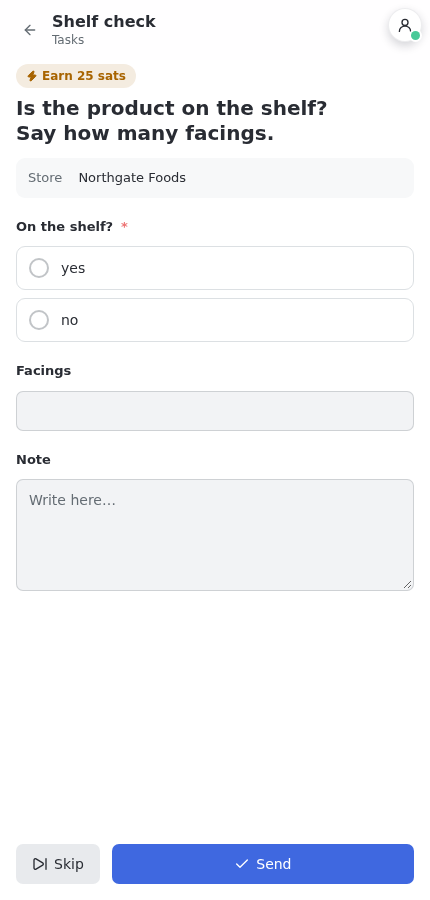 Shelf check
Tasks
Earn 25 sats
Is the product on the shelf?
Say how many facings.
Store Northgate Foods
On the shelf? *
yes
no
Facings
Note
Write here…
Skip
Send